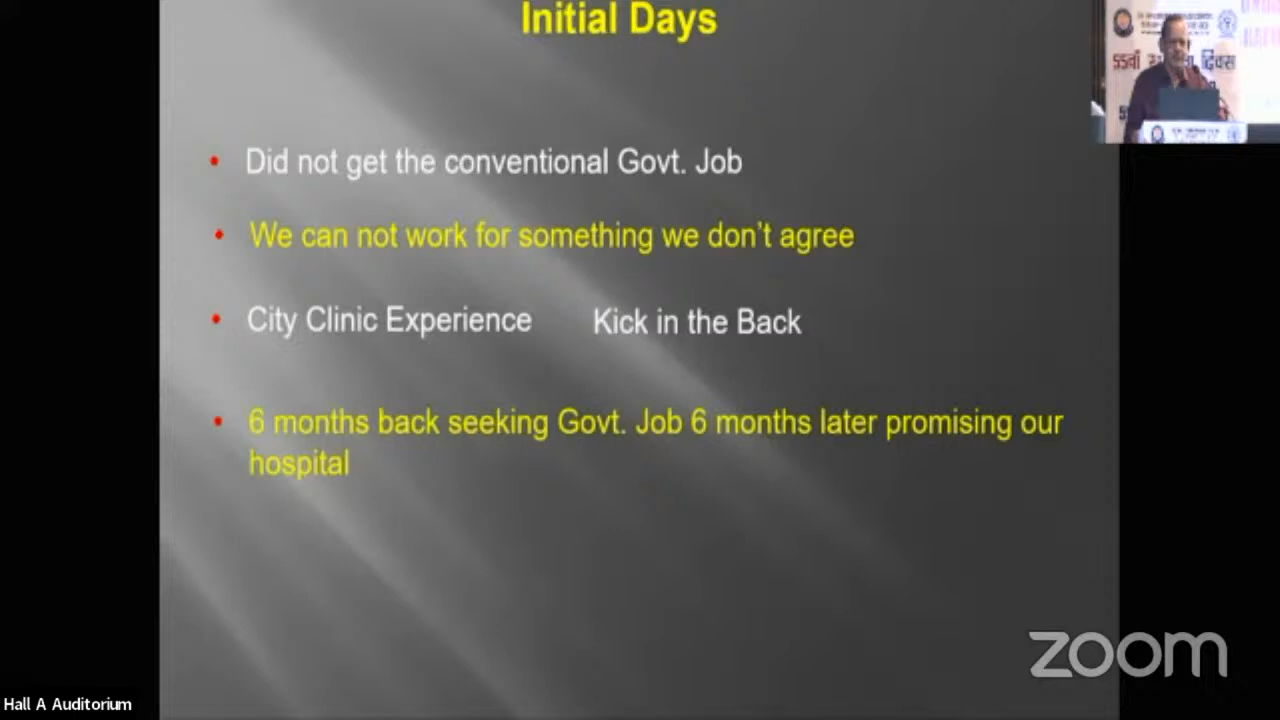 Initial Days
55वाँ
दिवस
Did not get the conventional Govt. Job
We can not work for something we don't agree
City Clinic Experience Kick in the Back
6 months back seeking Govt. Job 6 months later promising our
hospital
zoom
Hall A Auditorium